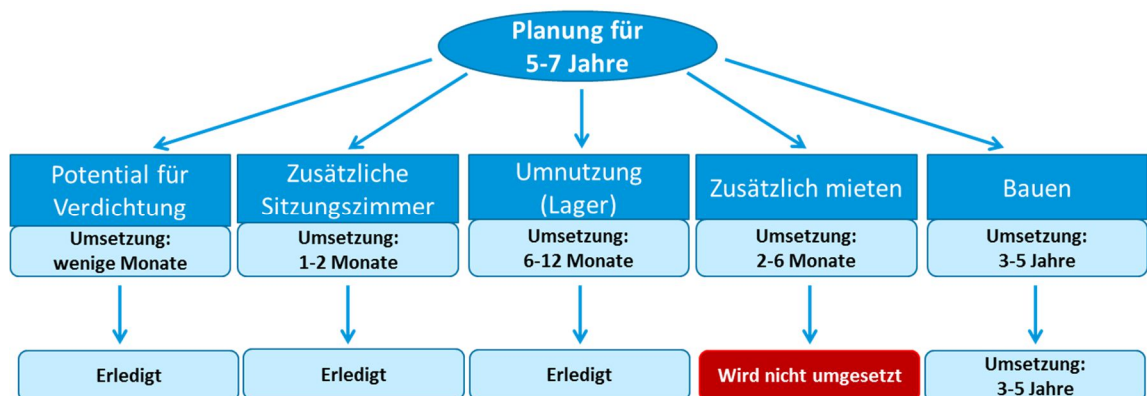 Planung für
5-7 Jahre
Potential für
Verdichtung
Zusätzliche
Sitzungszimmer
Umnutzung
(Lager)
Zusätzlich mieten
Bauen
Umsetzung:
wenige Monate
Umsetzung:
1-2 Monate
Umsetzung:
6-12 Monate
Umsetzung:
2-6 Monate
Umsetzung:
3-5 Jahre
Erledigt
Erledigt
Erledigt
Wird nicht umgesetzt
Umsetzung:
3-5 Jahre